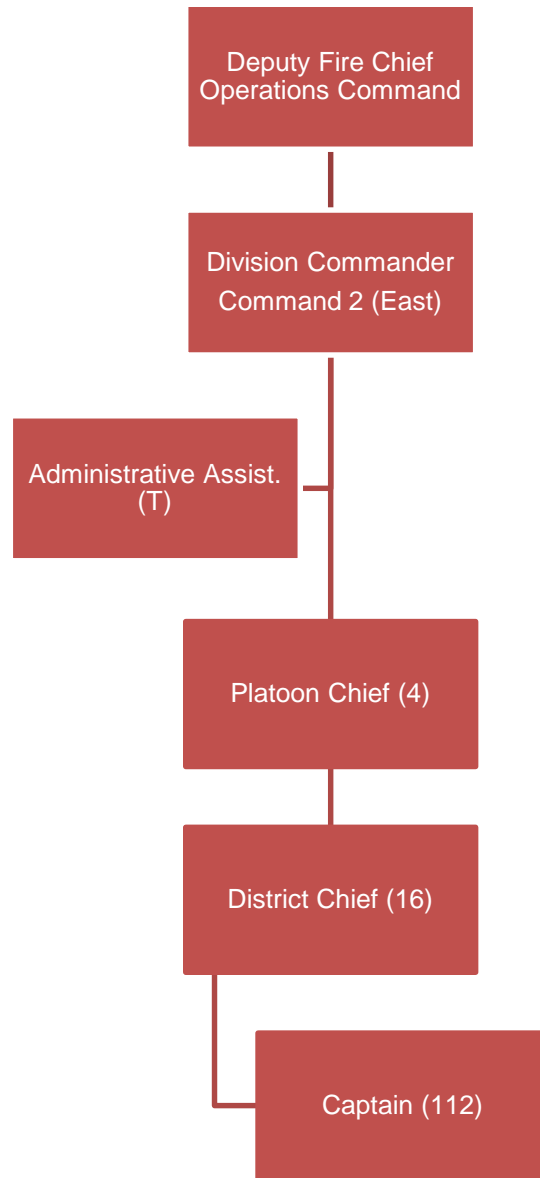 Deputy Fire Chief
Operations Command
Division Commander
Command 2 (East)
Administrative Assist.
(T)
Platoon Chief (4)
District Chief (16)
Captain (112)